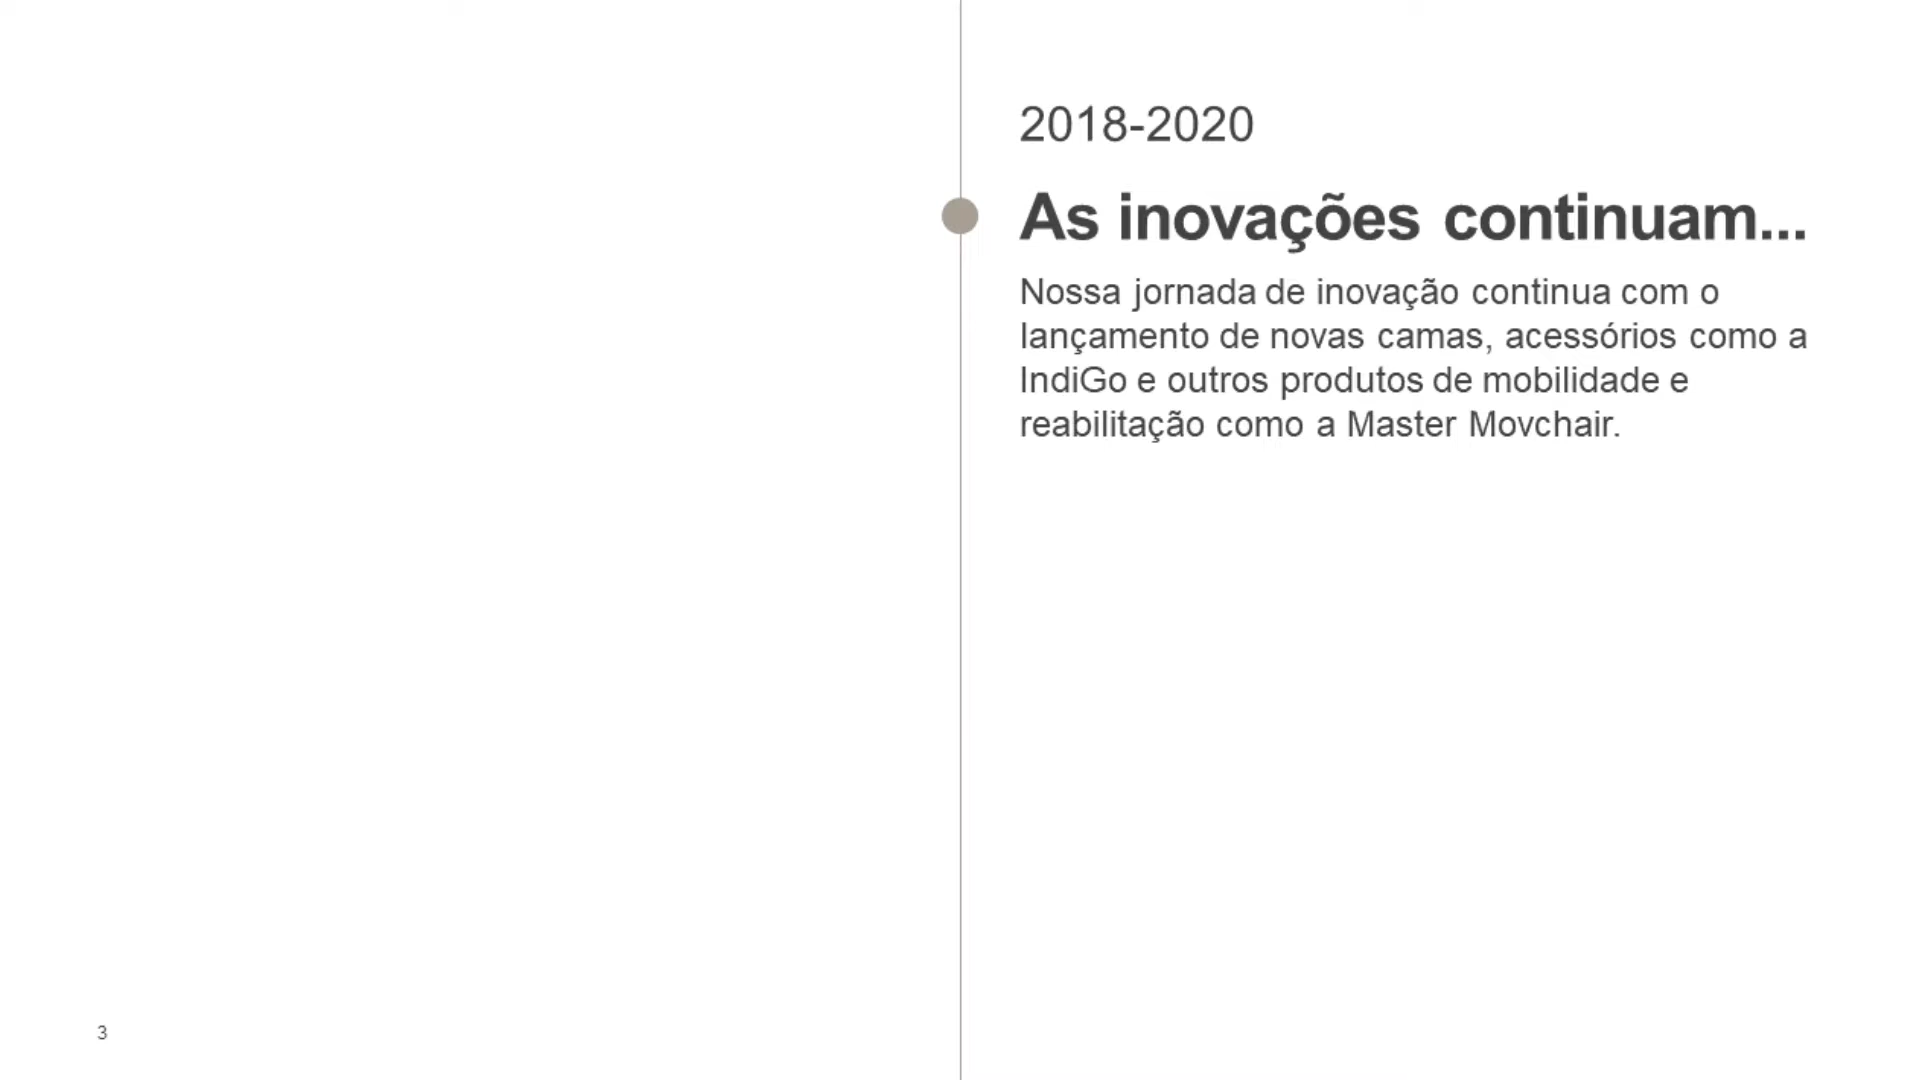 2018-2020
As inovações continuam...
Nossa jornada de inovação continua com o
lançamento de novas camas, acessórios como a
IndiGo e outros produtos de mobilidade e
reabilitação como a Master Movchair.
3